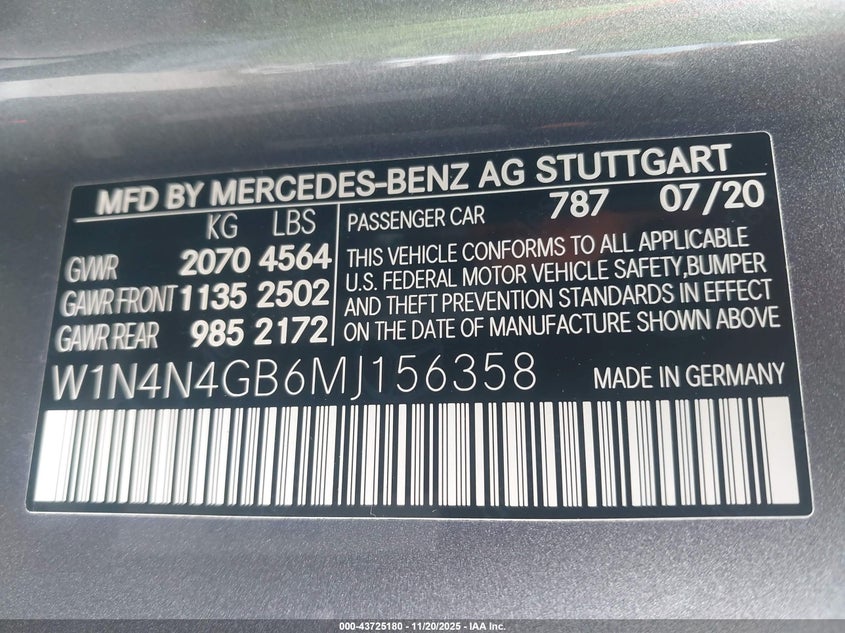 MFD BY MERCEDES-BENZ AG STUTTGART
KG LBS
GVWR 2070 4564
GAWR FRONT 1135 2502
GAWR REAR 985 2172
PASSENGER CAR 787 07/20
THIS VEHICLE CONFORMS TO ALL APPLICABLE
U.S. FEDERAL MOTOR VEHICLE SAFETY,BUMPER
AND THEFT PREVENTION STANDARDS IN EFFECT
ON THE DATE OF MANUFACTURE SHOWN ABOVE
W1N4N4GB6MJ156358 MADE IN GERMANY
000-43725180 - 11/20/2025 - IAA Inc.